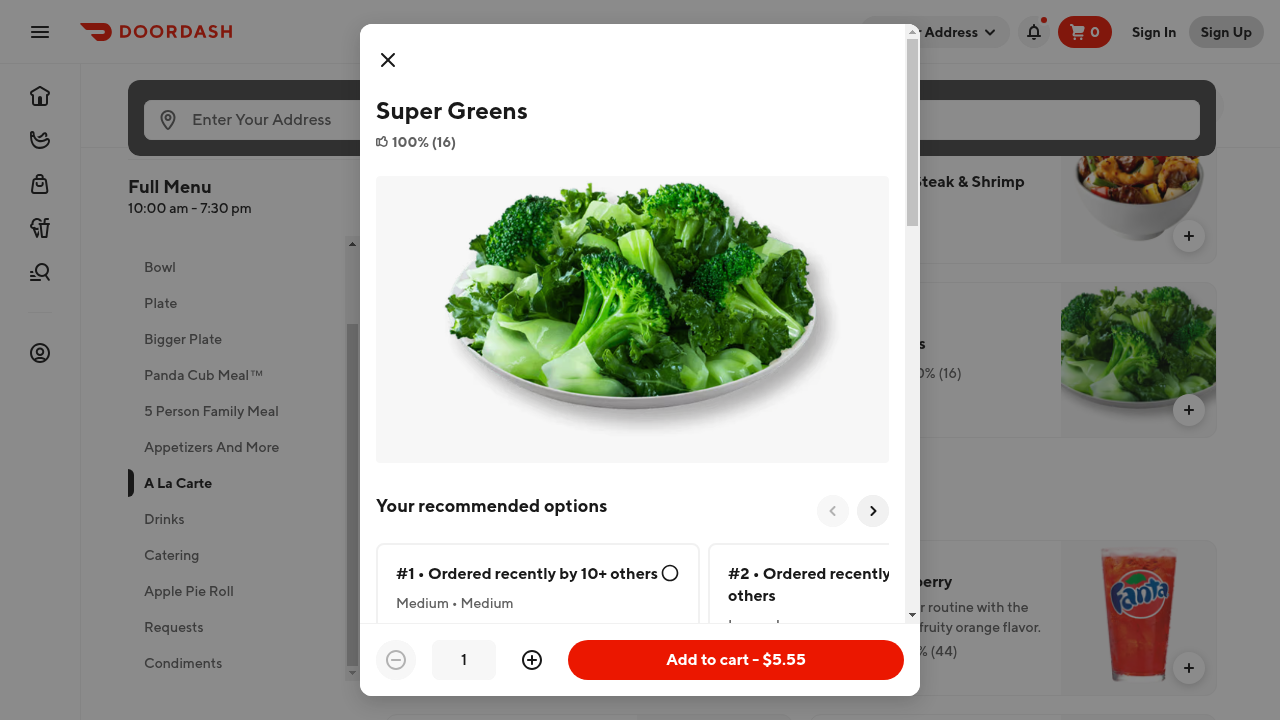 DOORDASH
Address
0
Sign In
Sign Up
Enter Your Address
Full Menu
10:00 am - 7:30 pm
Bowl
Plate
Bigger Plate
Panda Cub Meal™
5 Person Family Meal
Appetizers And More
A La Carte
Drinks
Catering
Apple Pie Roll
Requests
Condiments
Super Greens
100% (16)
Your recommended options
#1 • Ordered recently by 10+ others
Medium • Medium
#2 • Ordered recently
others
1
Add to cart - $5.55
Steak & Shrimp
(16)
routine with the
fruity orange flavor.
(44)
Fanta